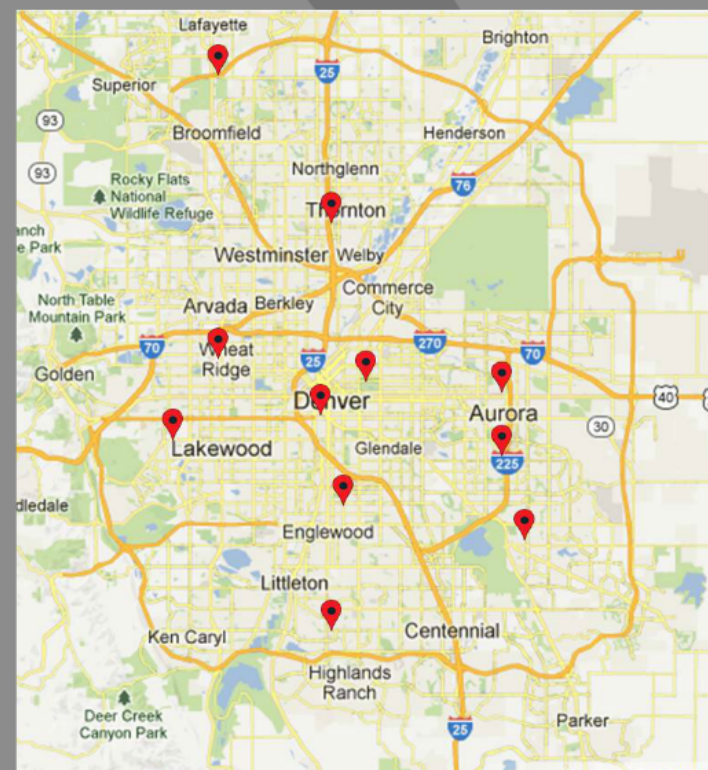 Lafayette
Brighton
25
Superior
93
Broomfield
Henderson
Northglenn
93
Rocky Flats
National
Wildlife Refuge
76
Thornton
anch
e Park
Westminster
Welby
Commerce
City
North Table
Mountain Park
Arvada
Berkley
70
Wheat
Ridge
25
270
70
Golden
Denver
40
Aurora
30
Lakewood
Glendale
225
dledale
Englewood
Littleton
Ken Caryl
Centennial
Highlands
Ranch
Deer Creek
Canyon Park
25
Parker